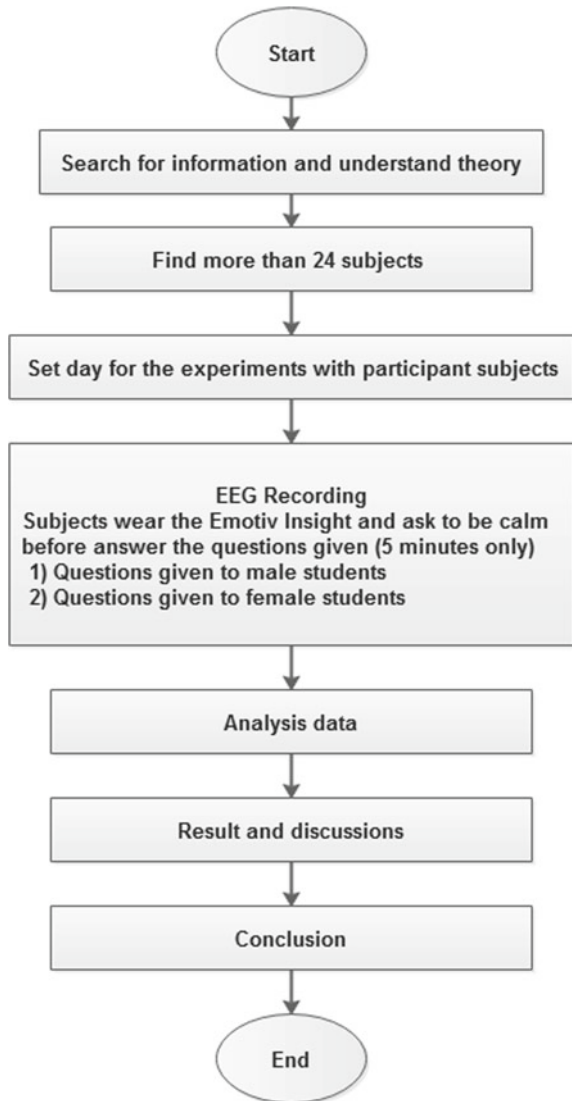 Start
Search for information and understand theory
Find more than 24 subjects
Set day for the experiments with participant subjects
EEG Recording
Subjects wear the Emotiv Insight and ask to be calm
before answer the questions given (5 minutes only)
1) Questions given to male students
2) Questions given to female students
Analysis data
Result and discussions
Conclusion
End